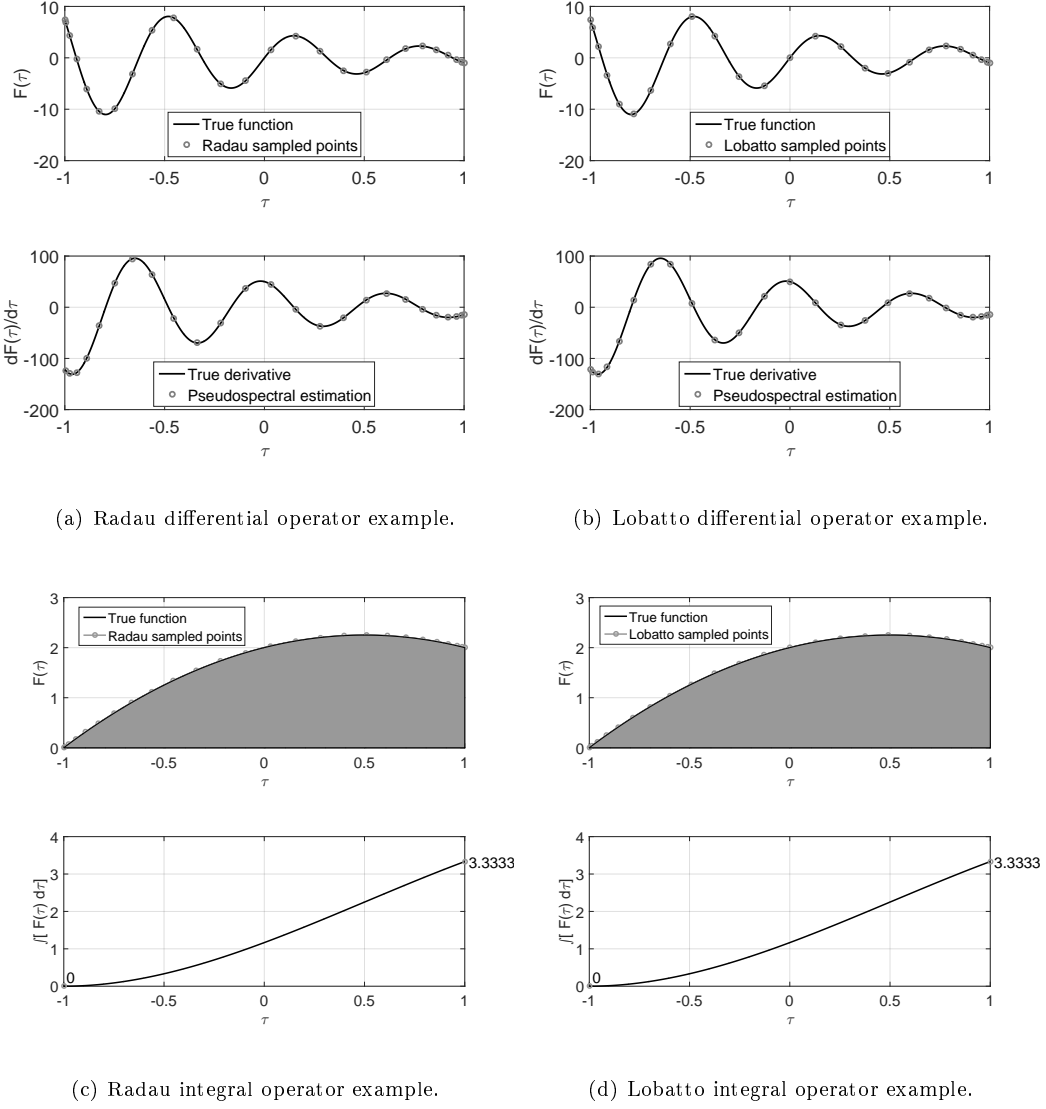 10
0
-10
-20
F(τ)
-1
-0.5
0
0.5
1
τ
True function
Radau sampled points
10
0
-10
-20
F(τ)
-1
-0.5
0
0.5
1
τ
True function
Lobatto sampled points
100
0
-100
-200
dF(τ)/dτ
-1
-0.5
0
0.5
1
τ
True derivative
Pseudospectral estimation
100
0
-100
-200
dF(τ)/dτ
-1
-0.5
0
0.5
1
τ
True derivative
Pseudospectral estimation
(a) Radau differential operator example.
(b) Lobatto differential operator example.
3
2
1
0
F(τ)
-1
-0.5
0
0.5
1
τ
True function
Radau sampled points
3
2
1
0
F(τ)
-1
-0.5
0
0.5
1
τ
True function
Lobatto sampled points
4
3
2
1
0
∫[ F(τ) dτ]
0
3.3333
-1
-0.5
0
0.5
1
τ
4
3
2
1
0
∫[ F(τ) dτ]
0
3.3333
-1
-0.5
0
0.5
1
τ
(c) Radau integral operator example.
(d) Lobatto integral operator example.